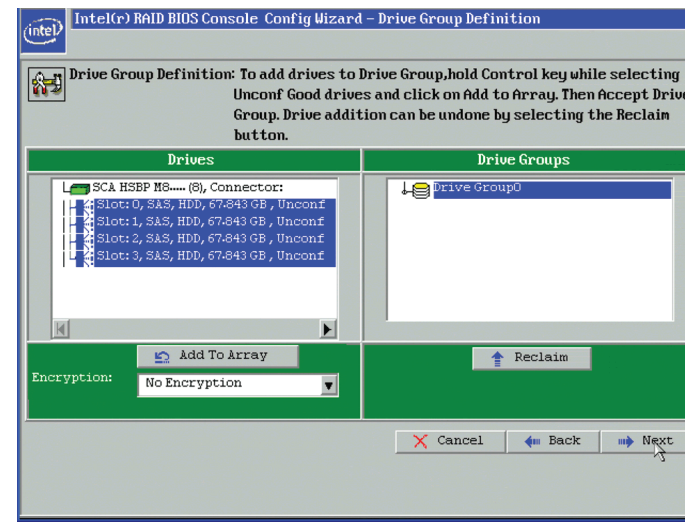 Intel(r) RAID BIOS Console Config Wizard – Drive Group Definition
intel
Drive Group Definition: To add drives to Drive Group,hold Control key while selecting
Unconf Good drives and click on Add to Array. Then Accept Drive
Group. Drive addition can be undone by selecting the Reclaim
button.
Drives
Drive Groups
SCA HSBP M8..... (8), Connector:
Slot: 0, SAS, HDD, 67.843 GB , Unconf
Slot: 1, SAS, HDD, 67.843 GB , Unconf
Slot: 2, SAS, HDD, 67.843 GB , Unconf
Slot: 3, SAS, HDD, 67.843 GB , Unconf
Drive Group0
Add To Array
Reclaim
Encryption:
No Encryption
Cancel
Back
Next